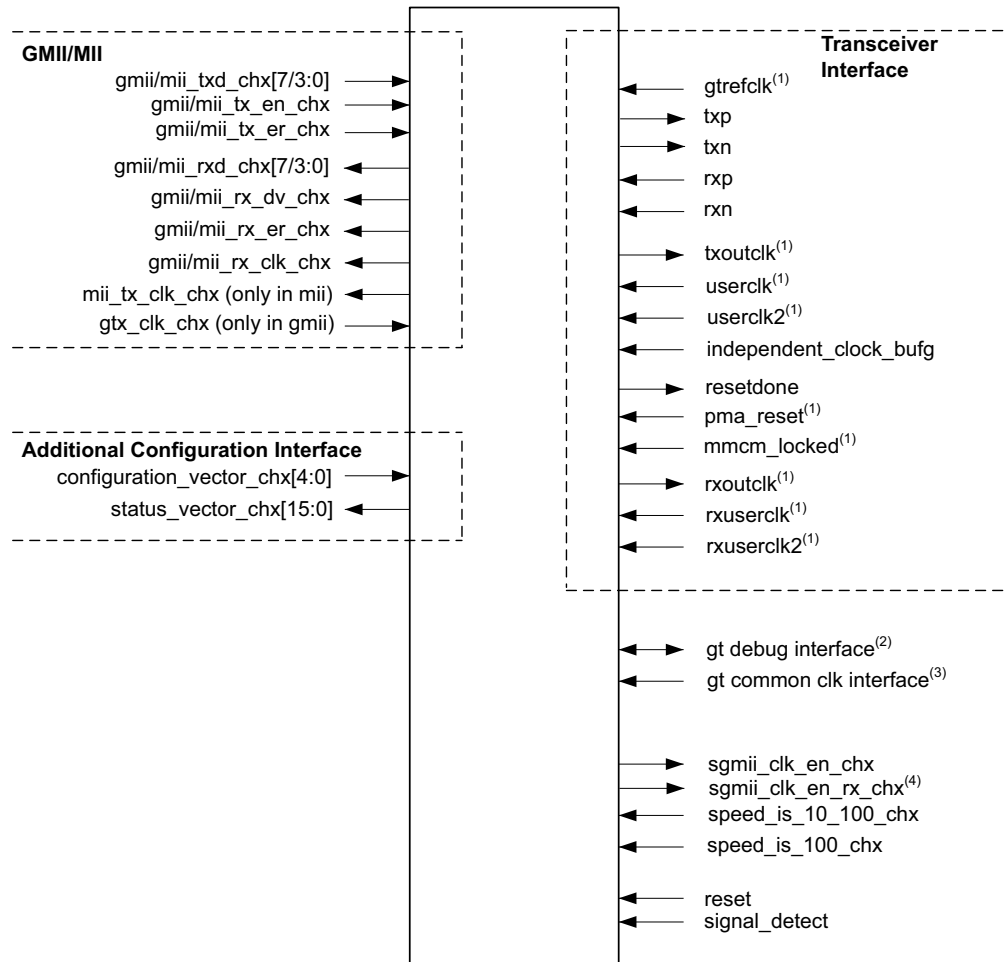 GMII/MII
gmii/mii_txd_chx[7/3:0]
gmii/mii_tx_en_chx
gmii/mii_tx_er_chx
gmii/mii_rxd_chx[7/3:0]
gmii/mii_rx_dv_chx
gmii/mii_rx_er_chx
gmii/mii_rx_clk_chx
mii_tx_clk_chx (only in mii)
gtx_clk_chx (only in gmii)
Additional Configuration Interface
configuration_vector_chx[4:0]
status_vector_chx[15:0]
Transceiver
Interface
gtrefclk(1)
txp
txn
rxp
rxn
txoutclk(1)
userclk(1)
userclk2(1)
independent_clock_bufg
resetdone
pma_reset(1)
mmcm_locked(1)
rxoutclk(1)
rxuserclk(1)
rxuserclk2(1)
gt debug interface(2)
gt common clk interface(3)
sgmii_clk_en_chx
sgmii_clk_en_rx_chx(4)
speed_is_10_100_chx
speed_is_100_chx
reset
signal_detect